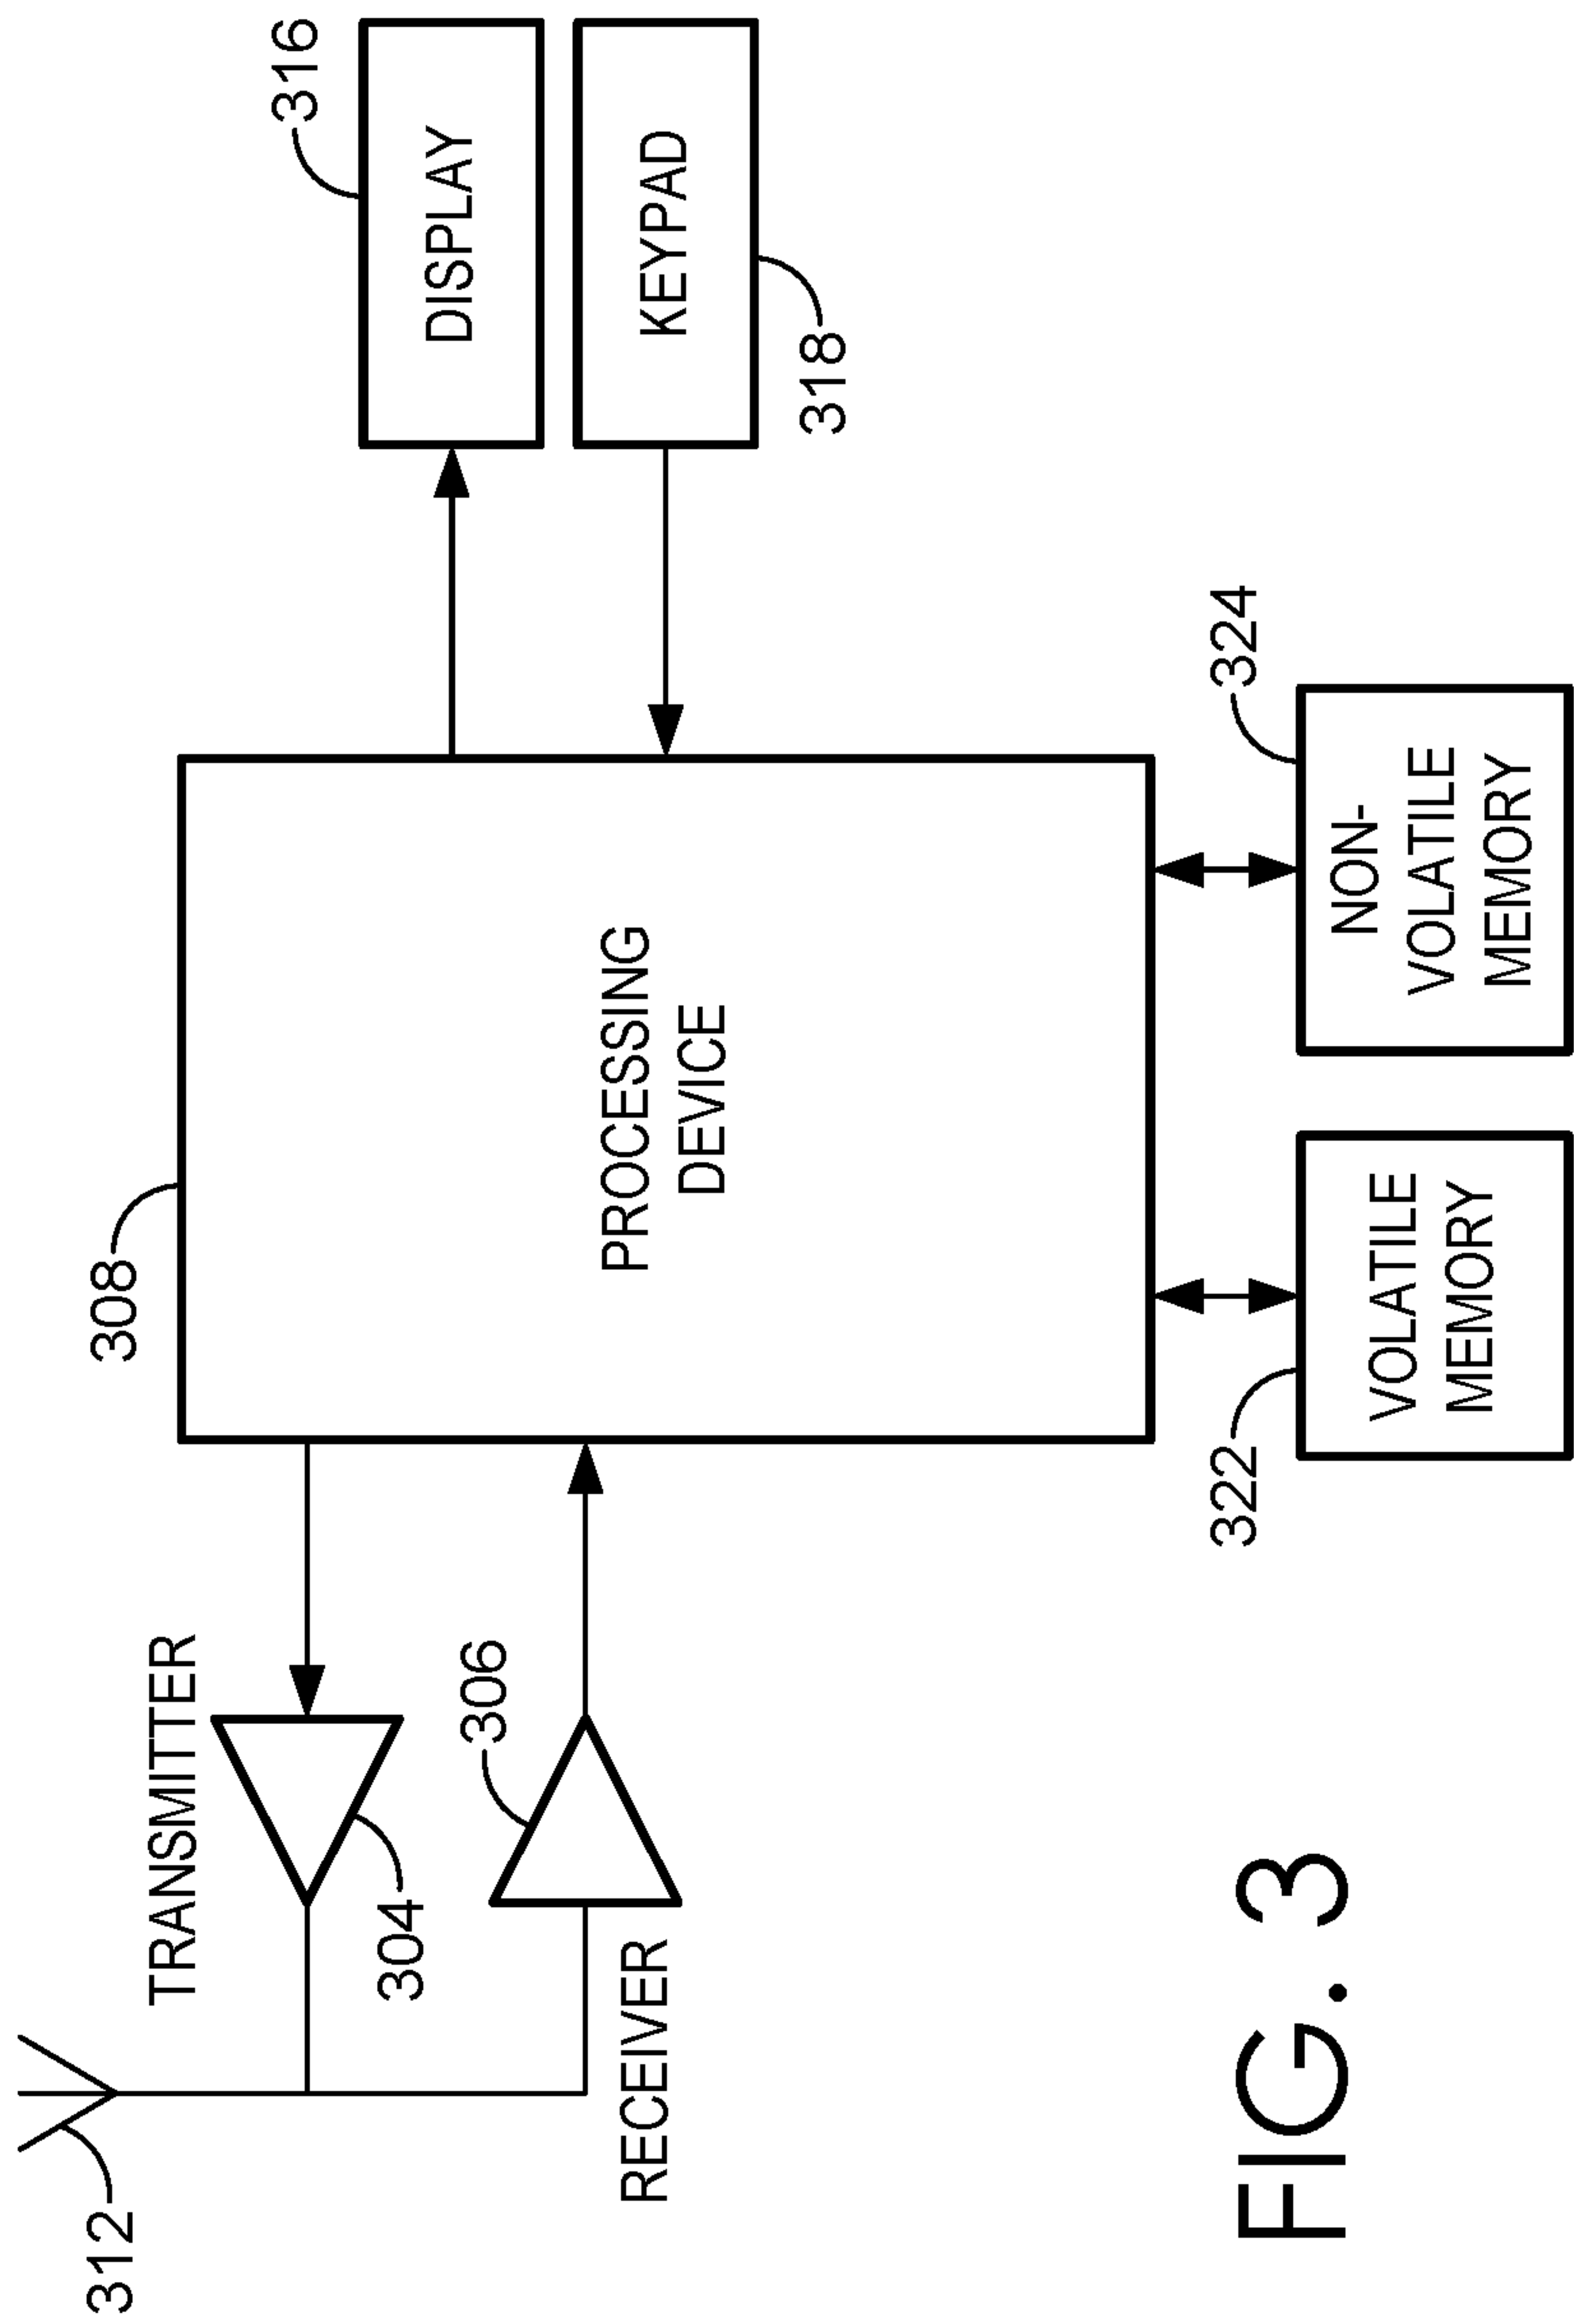 312
TRANSMITTER
304
RECEIVER
306
308
PROCESSING
DEVICE
316
DISPLAY
KEYPAD
318
322
VOLATILE
MEMORY
324
NON-
VOLATILE
MEMORY
FIG. 3